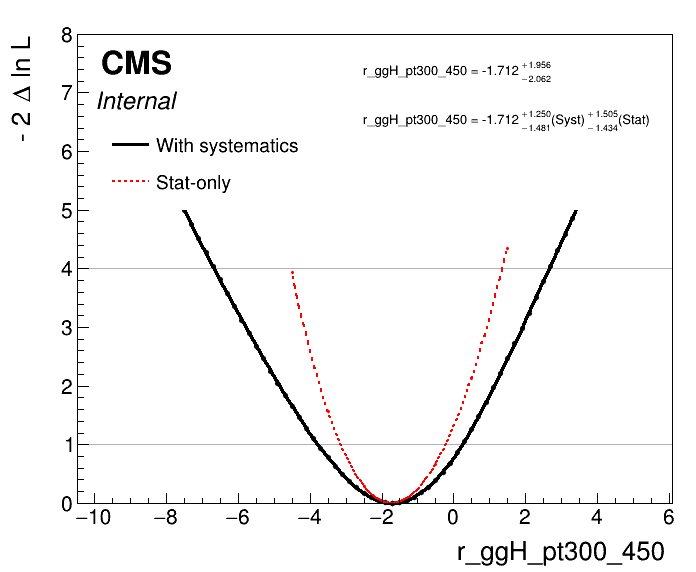 - 2 Δ ln L
8
7
6
5
4
3
2
1
0
CMS
Internal
r_ggH_pt300_450 = -1.712 +1.956 −2.062
r_ggH_pt300_450 = -1.712 +1.250 −1.481 (Syst) +1.505 −1.434 (Stat)
With systematics
Stat-only
−10 −8 −6 −4 −2 0 2 4 6
r_ggH_pt300_450